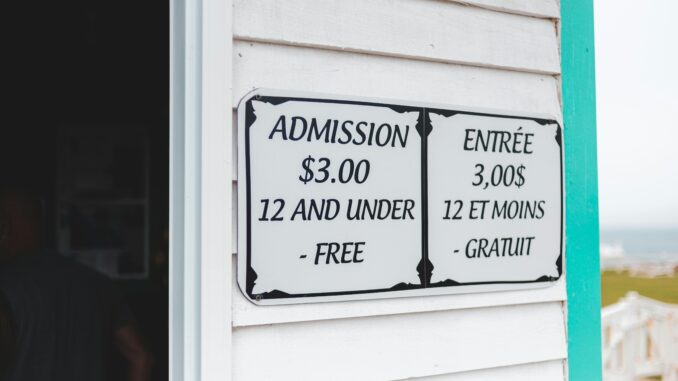 ADMISSION
$3.00
12 AND UNDER
- FREE
ENTRÉE
3,00$
12 ET MOINS
- GRATUIT